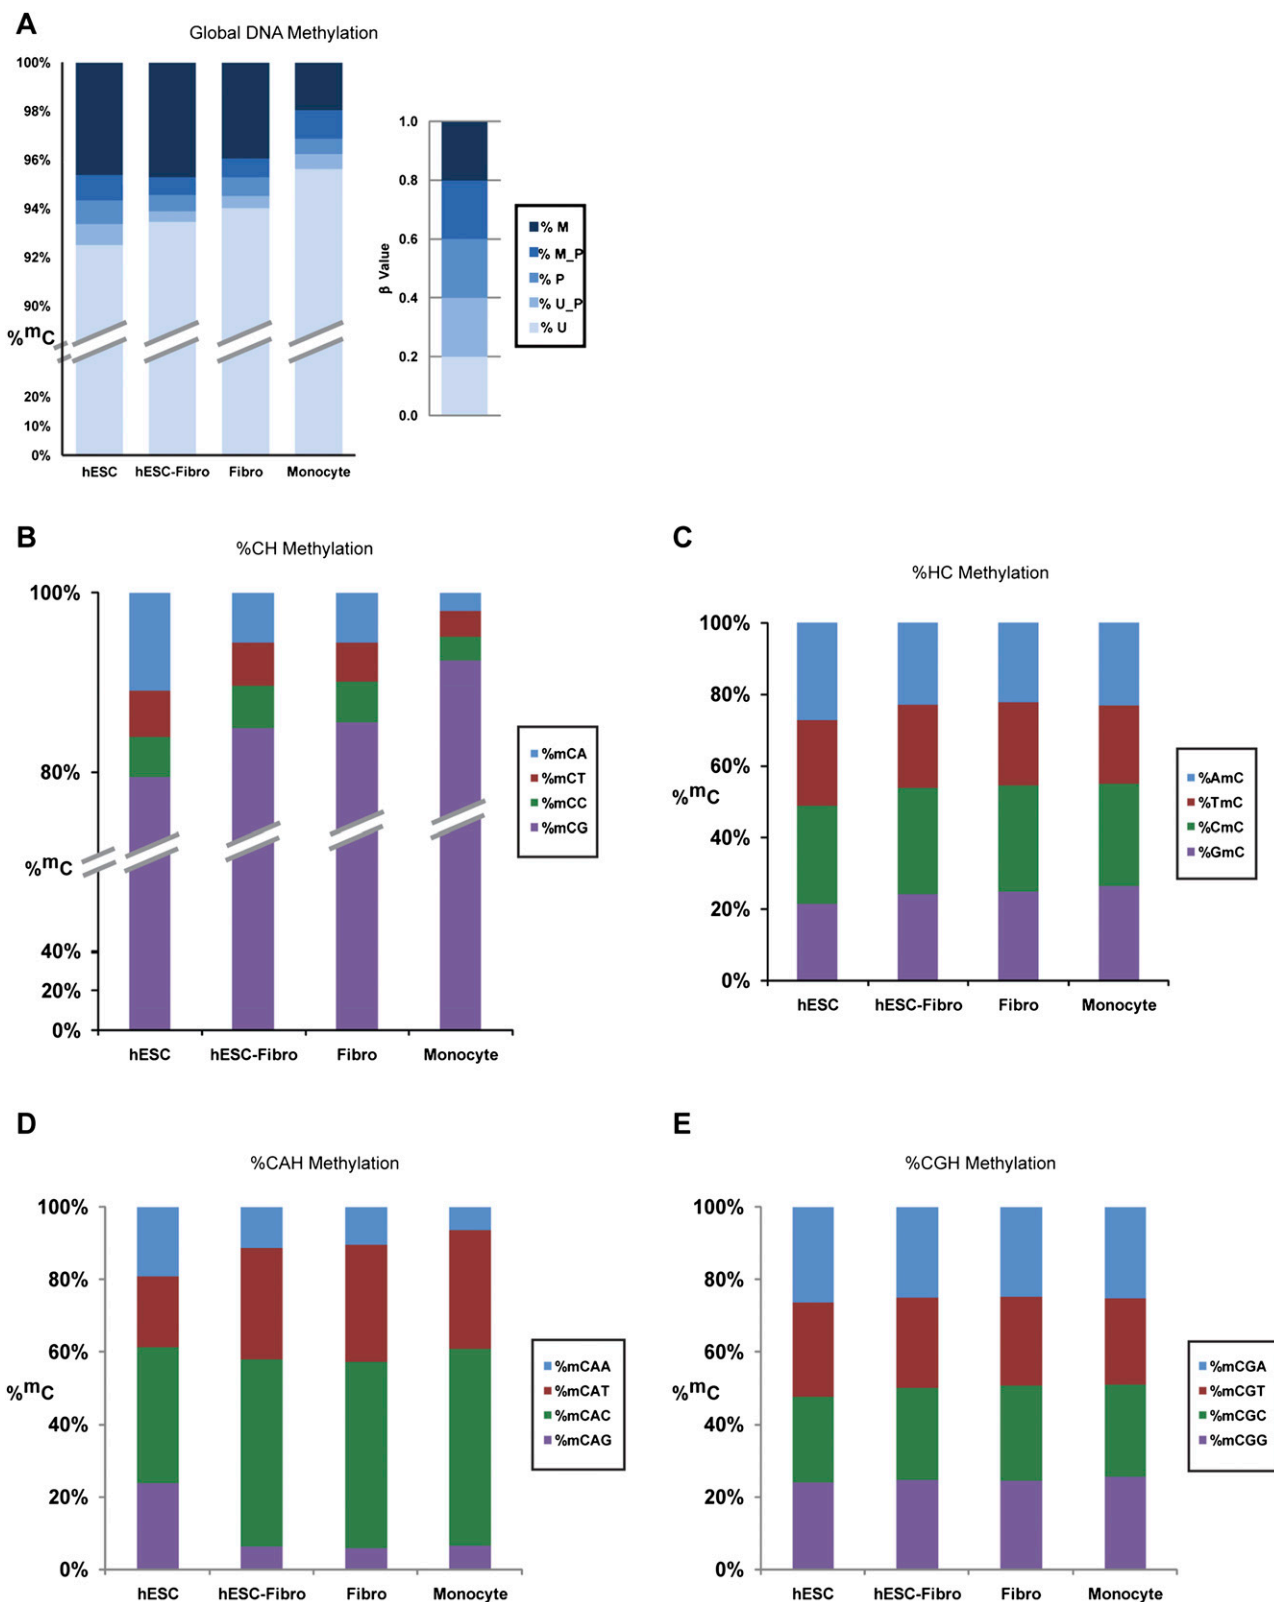 A
Global DNA Methylation
100%
98%
96%
94%
92%
90%
%mC
20%
10%
0%
hESC hESC-Fibro Fibro Monocyte
β Value
1.0
0.8
0.6
0.4
0.2
0.0
% M
% M_P
% P
% U_P
% U
B
%CH Methylation
100%
80%
%mC
40%
20%
0%
hESC hESC-Fibro Fibro Monocyte
%mCA
%mCT
%mCC
%mCG
C
%HC Methylation
100%
80%
60%
%mC
40%
20%
0%
hESC hESC-Fibro Fibro Monocyte
%AmC
%TmC
%CmC
%GmC
D
%CAH Methylation
100%
80%
60%
%mC
40%
20%
0%
hESC hESC-Fibro Fibro Monocyte
%mCAA
%mCAT
%mCAC
%mCAG
E
%CGH Methylation
100%
80%
60%
%mC
40%
20%
0%
hESC hESC-Fibro Fibro Monocyte
%mCGA
%mCGT
%mCGC
%mCGG